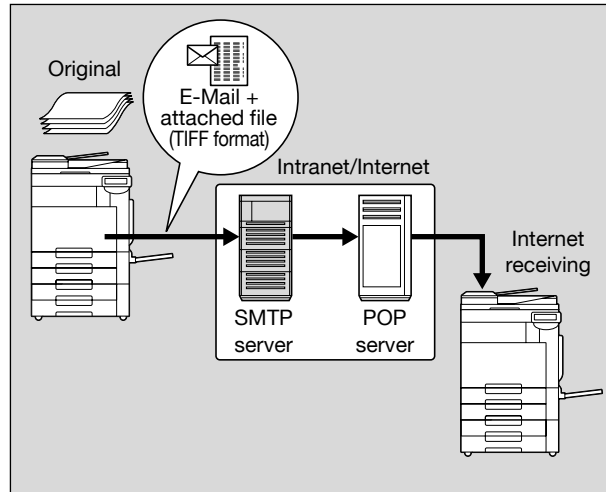 Original
E-Mail +
attached file
(TIFF format)
Intranet/Internet
Internet
receiving
SMTP
server
POP
server